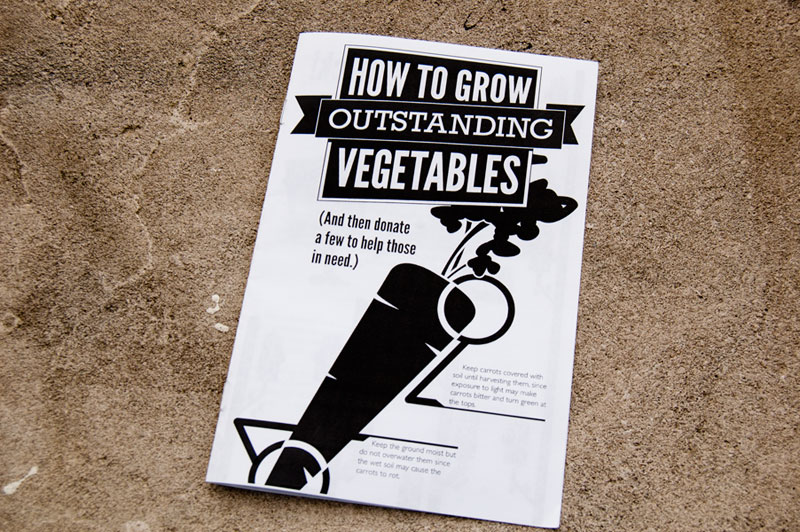 HOW TO GROW
OUTSTANDING
VEGETABLES
(And then donate
a few to help those
in need.)
Keep carrots covered with
soil until harvesting them, since
exposure to light may make
carrots bitter and turn green at
the tops.
Keep the ground moist but
do not overwater them since
the wet soil may cause the
carrots to rot.